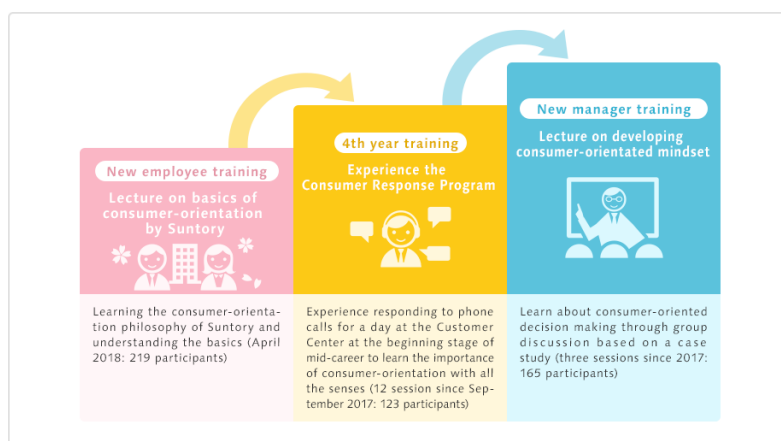 New employee training
Lecture on basics of
consumer-orientation
by Suntory
Learning the consumer-orienta-
tion philosophy of Suntory and
understanding the basics (April
2018: 219 participants)
4th year training
Experience the
Consumer Response Program
Experience responding to phone
calls for a day at the Customer
Center at the beginning stage of
mid-career to learn the importance
of consumer-orientation with all
the senses (12 session since Sep-
tember 2017: 123 participants)
New manager training
Lecture on developing
consumer-orientated mindset
Learn about consumer-oriented
decision making through group
discussion based on a case
study (three sessions since 2017:
165 participants)